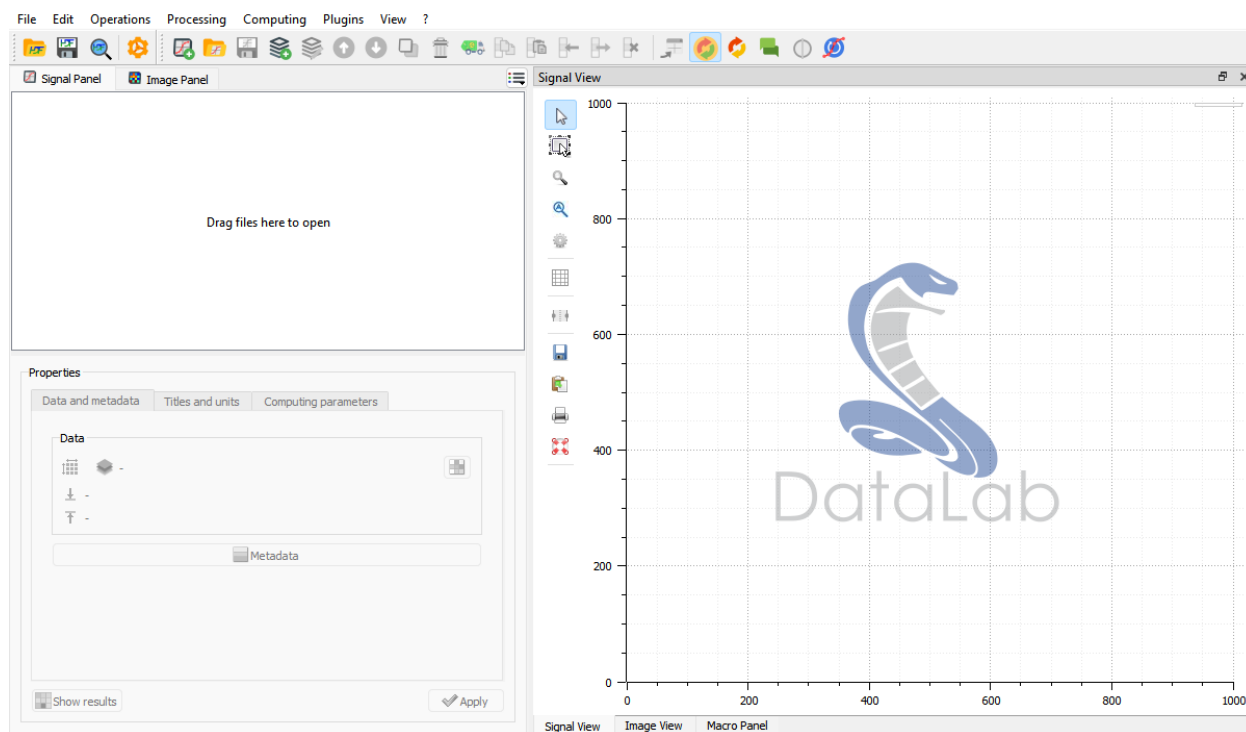 File Edit Operations Processing Computing Plugins View ?
Signal Panel Image Panel
Signal View
Drag files here to open
Properties
Data and metadata Titles and units Computing parameters
Data
-
-
-
Metadata
Show results Apply
1000
800
600
400
200
0
0 200 400 600 800 1000
DataLab
Signal View Image View Macro Panel